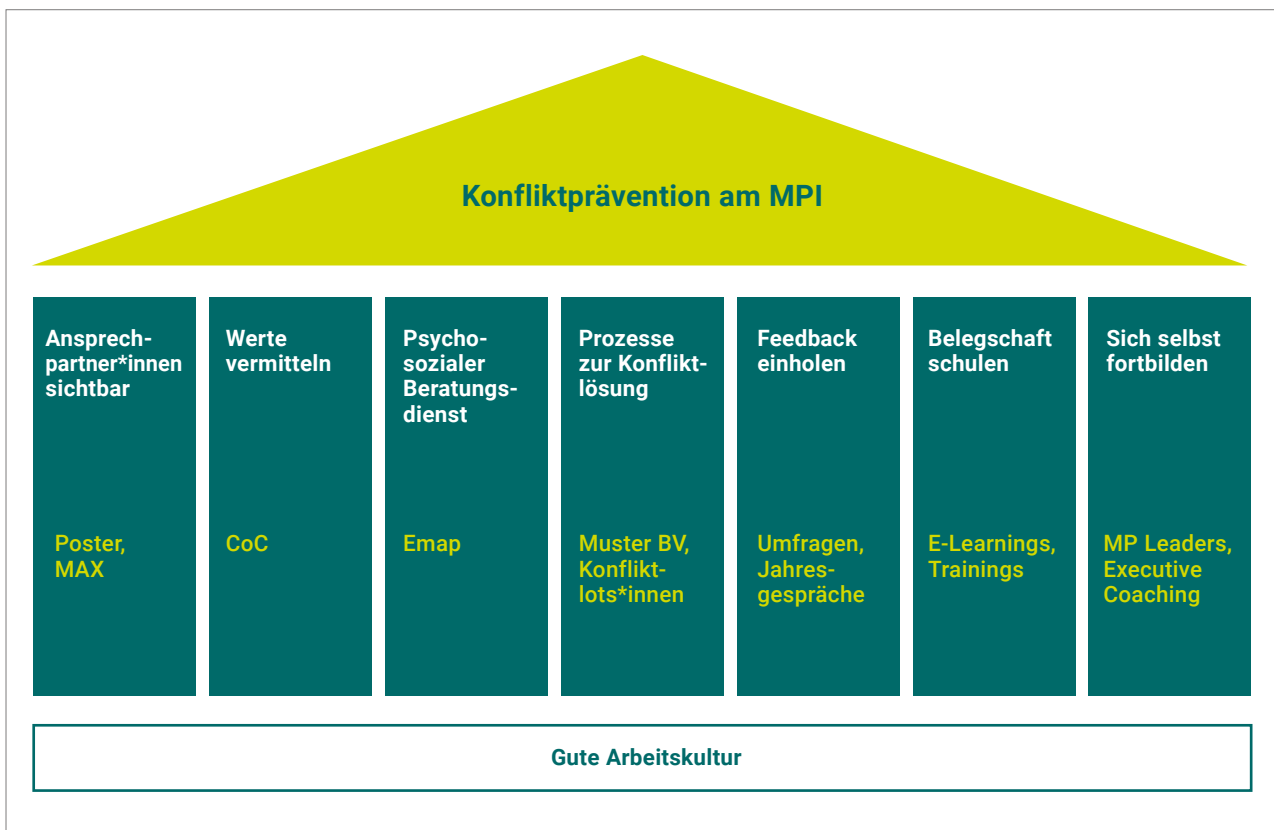 Konfliktprävention am MPI
Ansprech-
partner*innen
sichtbar
Poster,
MAX
Werte
vermitteln
CoC
Psycho-
sozialer
Beratungs-
dienst
Emap
Prozesse
zur Konflikt-
lösung
Muster BV,
Konflikt-
lots*innen
Feedback
einholen
Umfragen,
Jahres-
gespräche
Belegschaft
schulen
E-Learnings,
Trainings
Sich selbst
fortbilden
MP Leaders,
Executive
Coaching
Gute Arbeitskultur